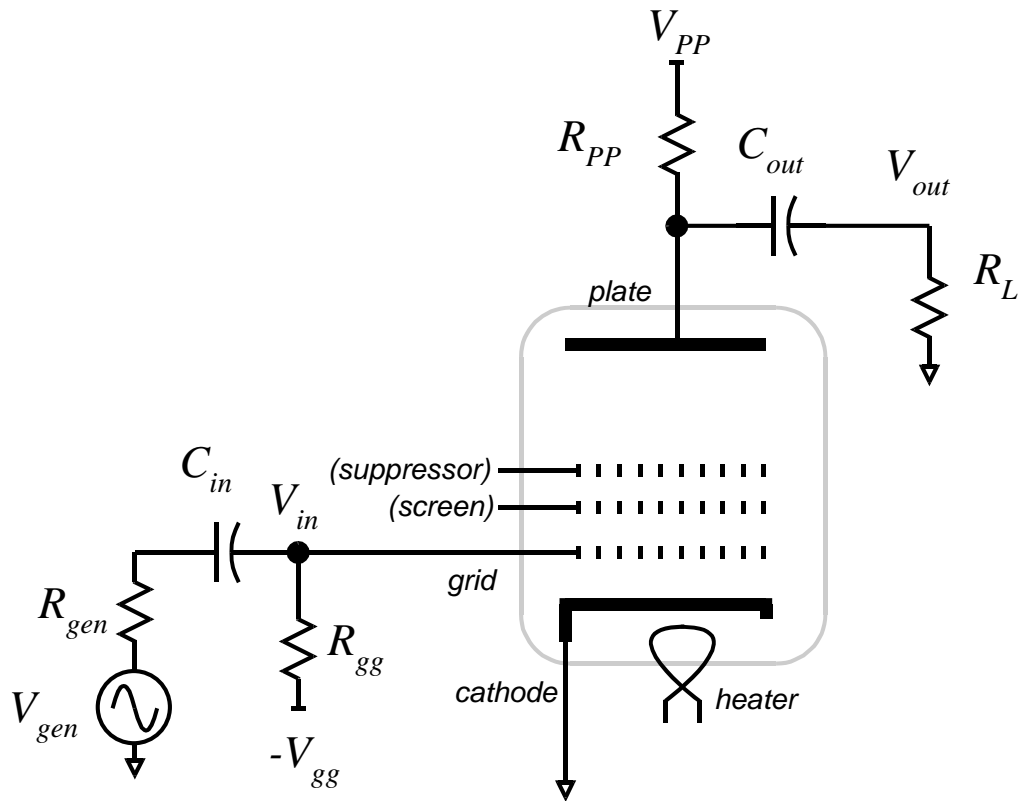 V_PP
R_PP
C_out
V_out
R_L
plate
(suppressor)
(screen)
C_in
V_in
grid
R_gen
R_gg
cathode
heater
V_gen
-V_gg